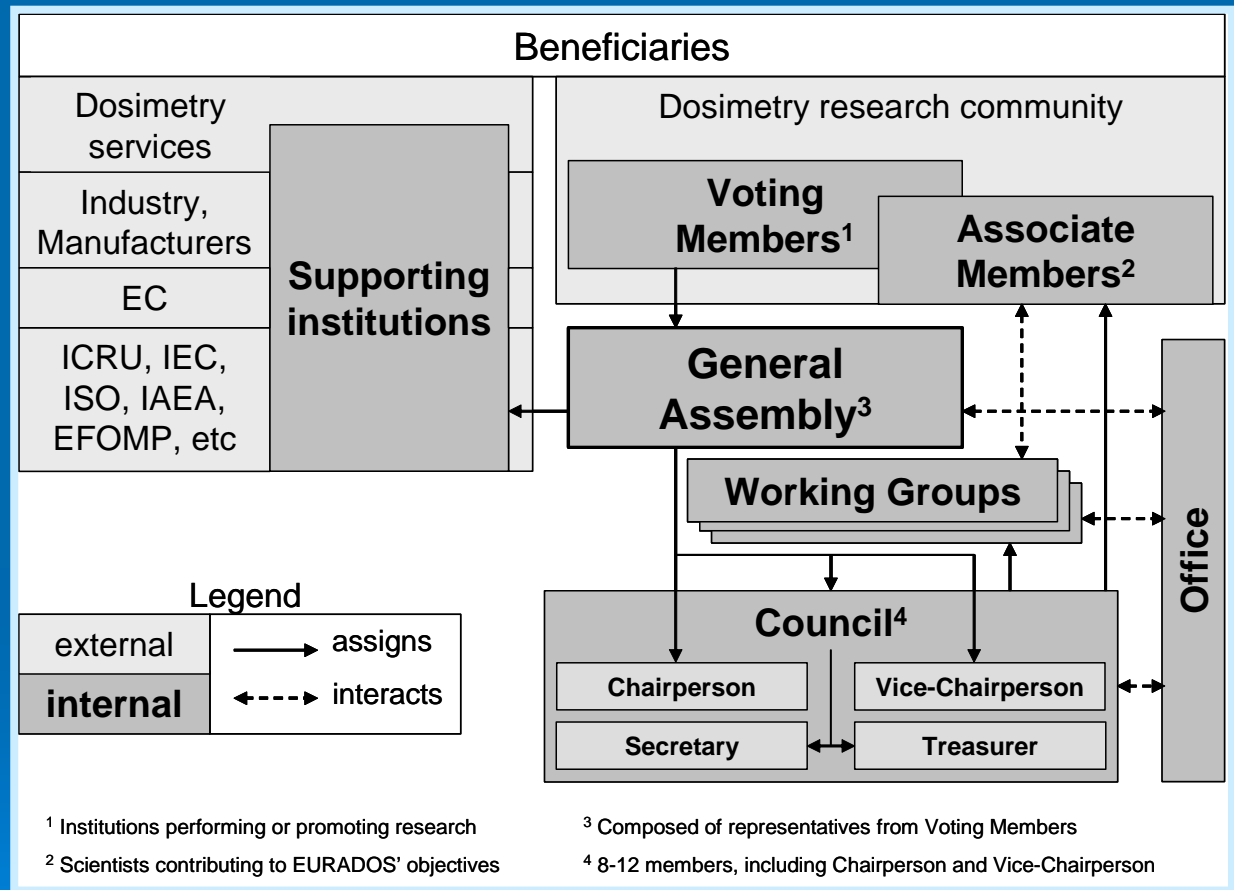 Beneficiaries
Dosimetry
services
Industry,
Manufacturers
EC
ICRU, IEC,
ISO, IAEA,
EFOMP, etc
Supporting
institutions
Dosimetry research community
Voting
Members¹
Associate
Members²
General
Assembly³
Working Groups
Office
Council⁴
Chairperson
Vice-Chairperson
Secretary
Treasurer
Legend
external
internal
assigns
interacts
¹ Institutions performing or promoting research
² Scientists contributing to EURADOS’ objectives
³ Composed of representatives from Voting Members
⁴ 8-12 members, including Chairperson and Vice-Chairperson